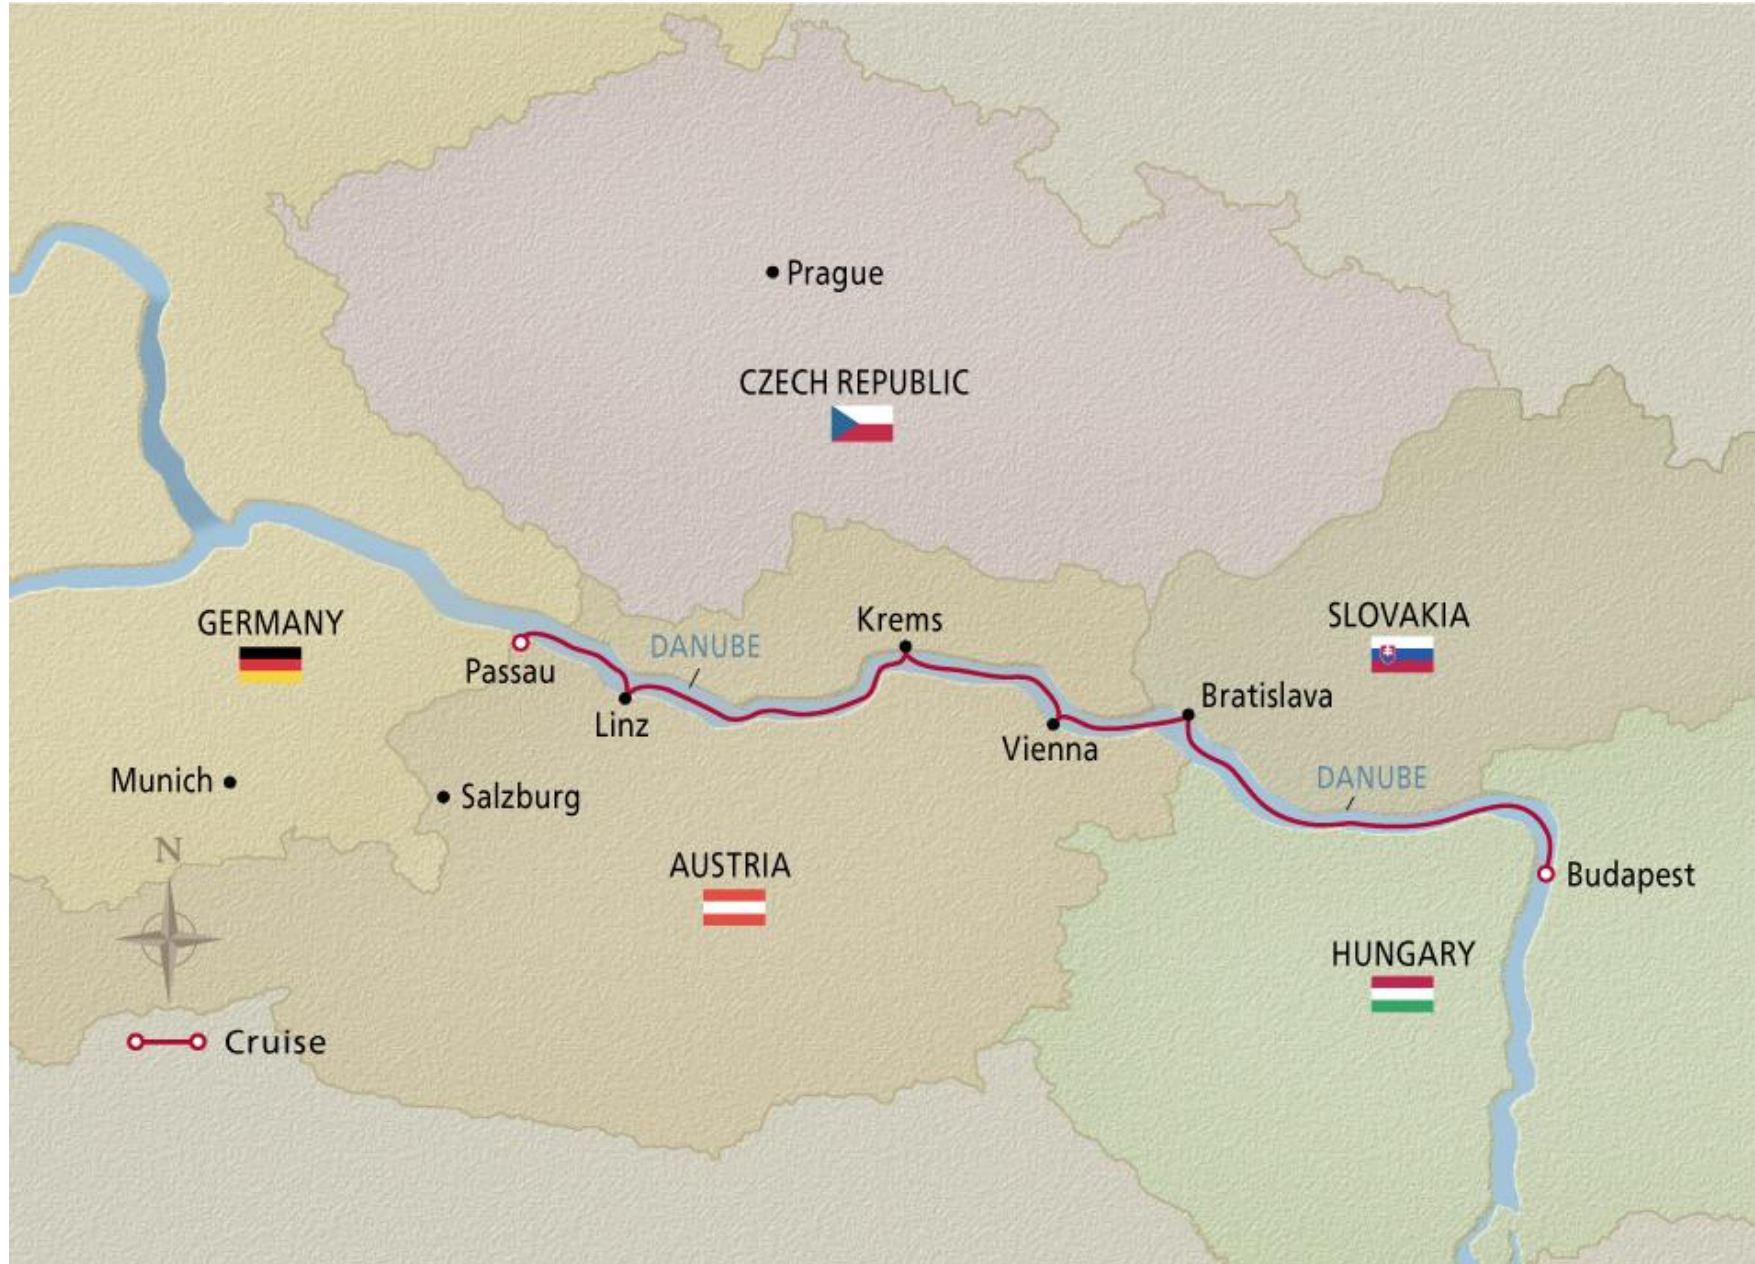 Prague
CZECH REPUBLIC
Krems
SLOVAKIA
GERMANY
DANUBE
Passau
Bratislava
Linz
Vienna
DANUBE
Munich
Salzburg
N
AUSTRIA
Budapest
HUNGARY
Cruise